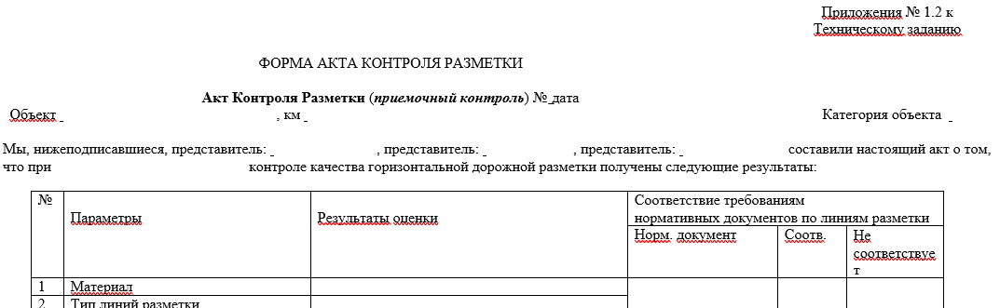 Приложения № 1.2 к
Техническому заданию
ФОРМА АКТА КОНТРОЛЯ РАЗМЕТКИ
Акт Контроля Разметки (приемочный контроль) №_дата
Объект _ , км _ Категория объекта _
Мы, нижеподписавшиеся, представитель: _ , представитель: _ , представитель: _ составили настоящий акт о том,
что при контроле качества горизонтальной дорожной разметки получены следующие результаты:
№ Параметры Результаты оценки Соответствие требованиям
нормативных документов по линиям разметки
Норм. документ Соотв. Не
соответствуе
т
1 Материал
2 Тип линий разметки